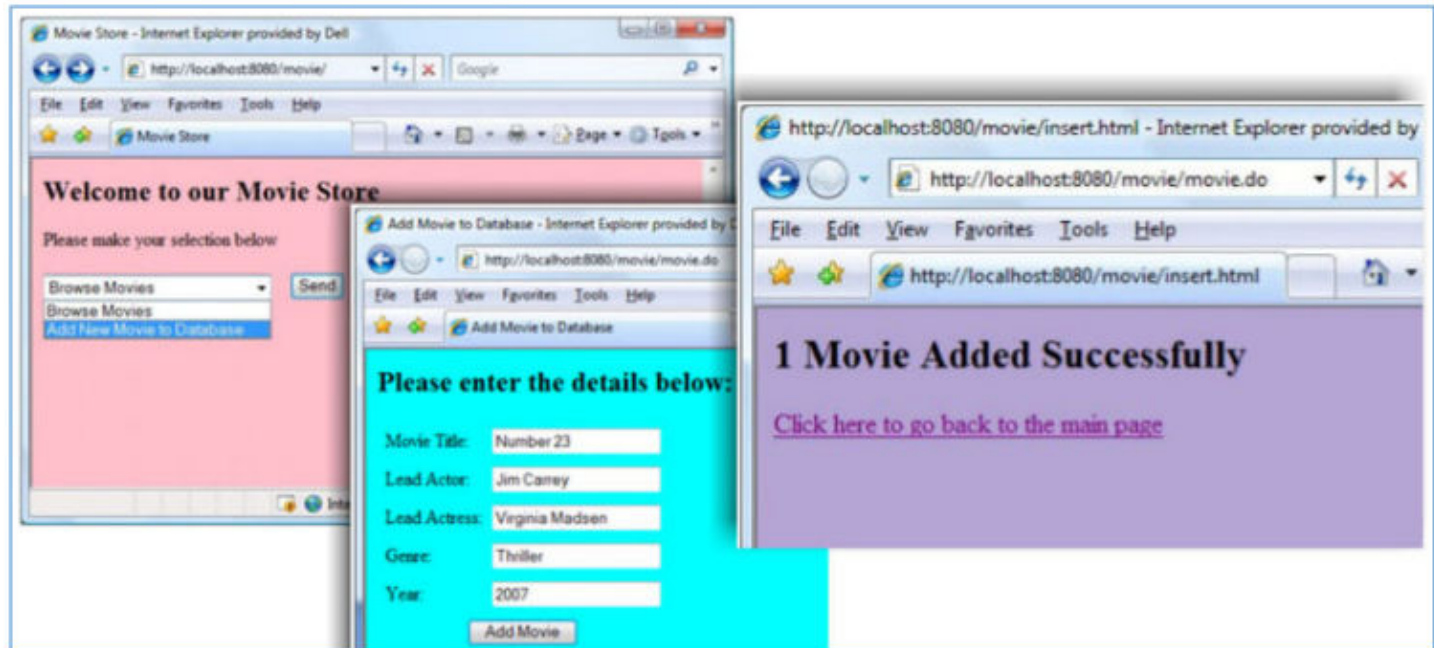 Movie Store - Internet Explorer provided by Dell
http://localhost:8080/movie/
Google
File Edit View Favorites Tools Help
Movie Store
Page Tools
Welcome to our Movie Store
Please make your selection below
Browse Movies
Send
Browse Movies
Add New Movie to Database
Add Movie to Database - Internet Explorer provided by
http://localhost:8080/movie/movie.do
File Edit View Favorites Tools Help
Add Movie to Database
Please enter the details below:
Movie Title: Number 23
Lead Actor: Jim Carrey
Lead Actress: Virginia Madsen
Genre: Thriller
Year: 2007
Add Movie
http://localhost:8080/movie/insert.html - Internet Explorer provided by
http://localhost:8080/movie/movie.do
File Edit View Favorites Tools Help
http://localhost:8080/movie/insert.html
1 Movie Added Successfully
Click here to go back to the main page